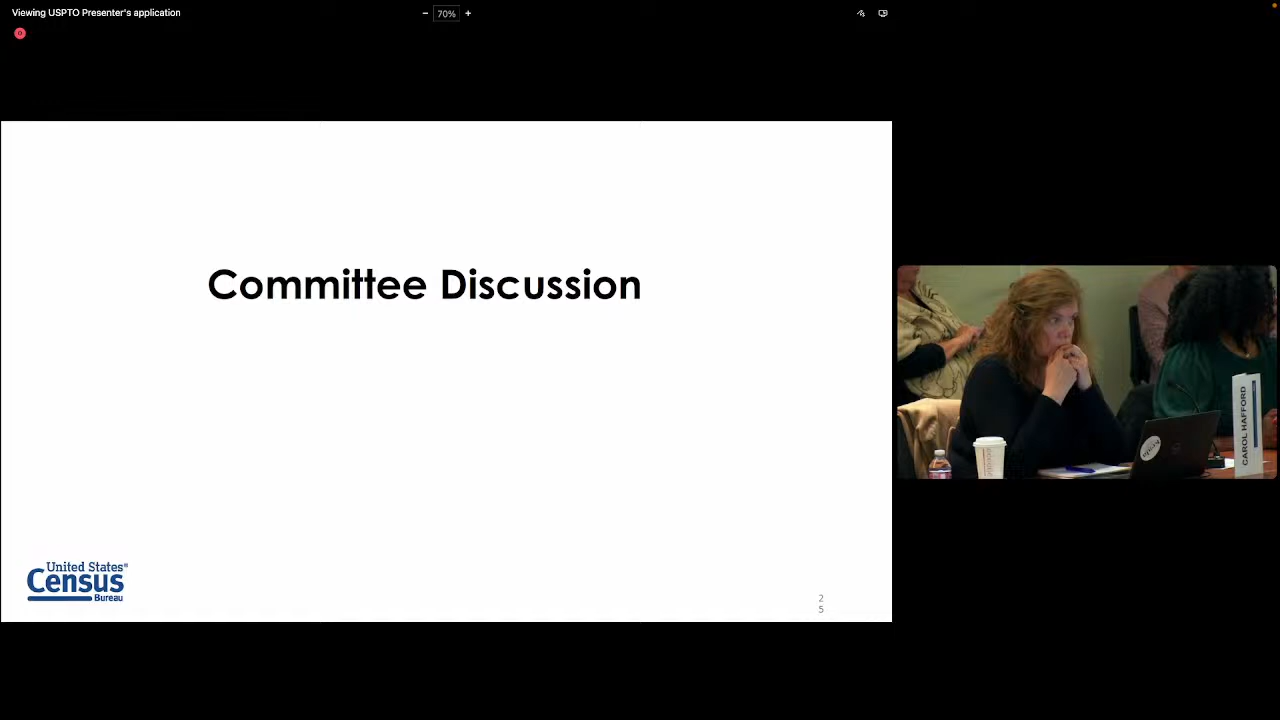 Viewing USPTO Presenter's application
− 70% +
Committee Discussion
CAROL HAFFORD
United States®
Census
Bureau
2
5